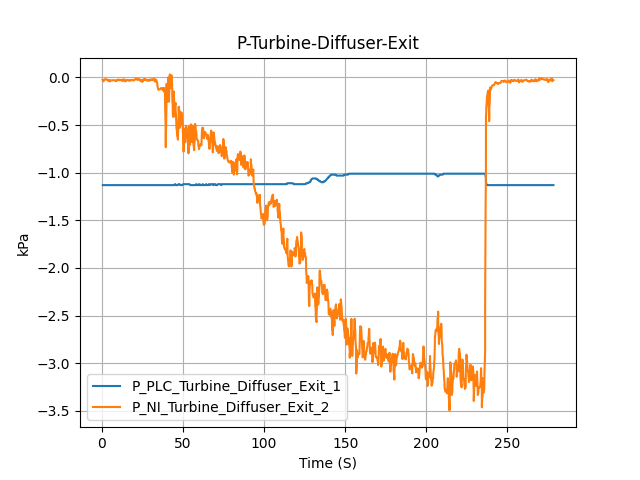 P-Turbine-Diffuser-Exit
kPa
0.0
−0.5
−1.0
−1.5
−2.0
−2.5
−3.0
−3.5
P_PLC_Turbine_Diffuser_Exit_1
P_NI_Turbine_Diffuser_Exit_2
0 50 100 150 200 250
Time (S)